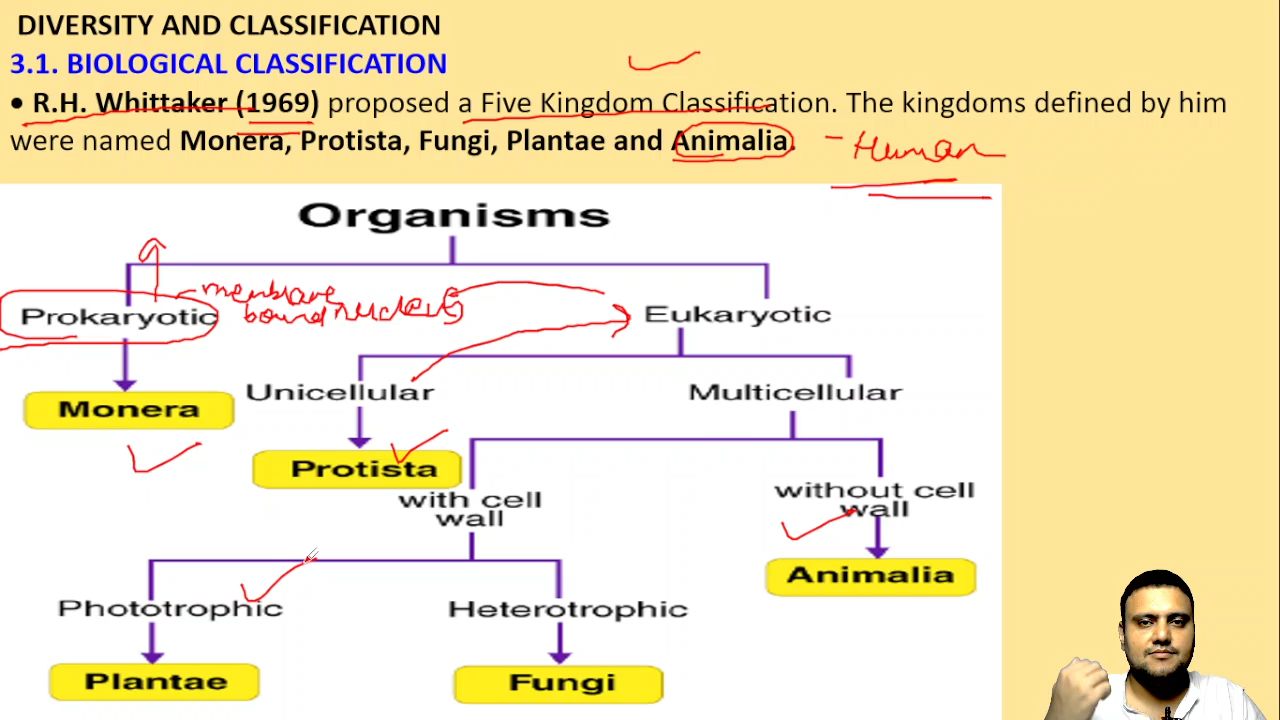 DIVERSITY AND CLASSIFICATION
3.1. BIOLOGICAL CLASSIFICATION
• R.H. Whittaker (1969) proposed a Five Kingdom Classification. The kingdoms defined by him
were named Monera, Protista, Fungi, Plantae and Animalia.
- Human
Organisms
Prokaryotic
membrane
bound nucleus
Eukaryotic
Monera
Unicellular
Multicellular
Protista
with cell
wall
without cell
wall
Animalia
Phototrophic
Heterotrophic
Plantae
Fungi